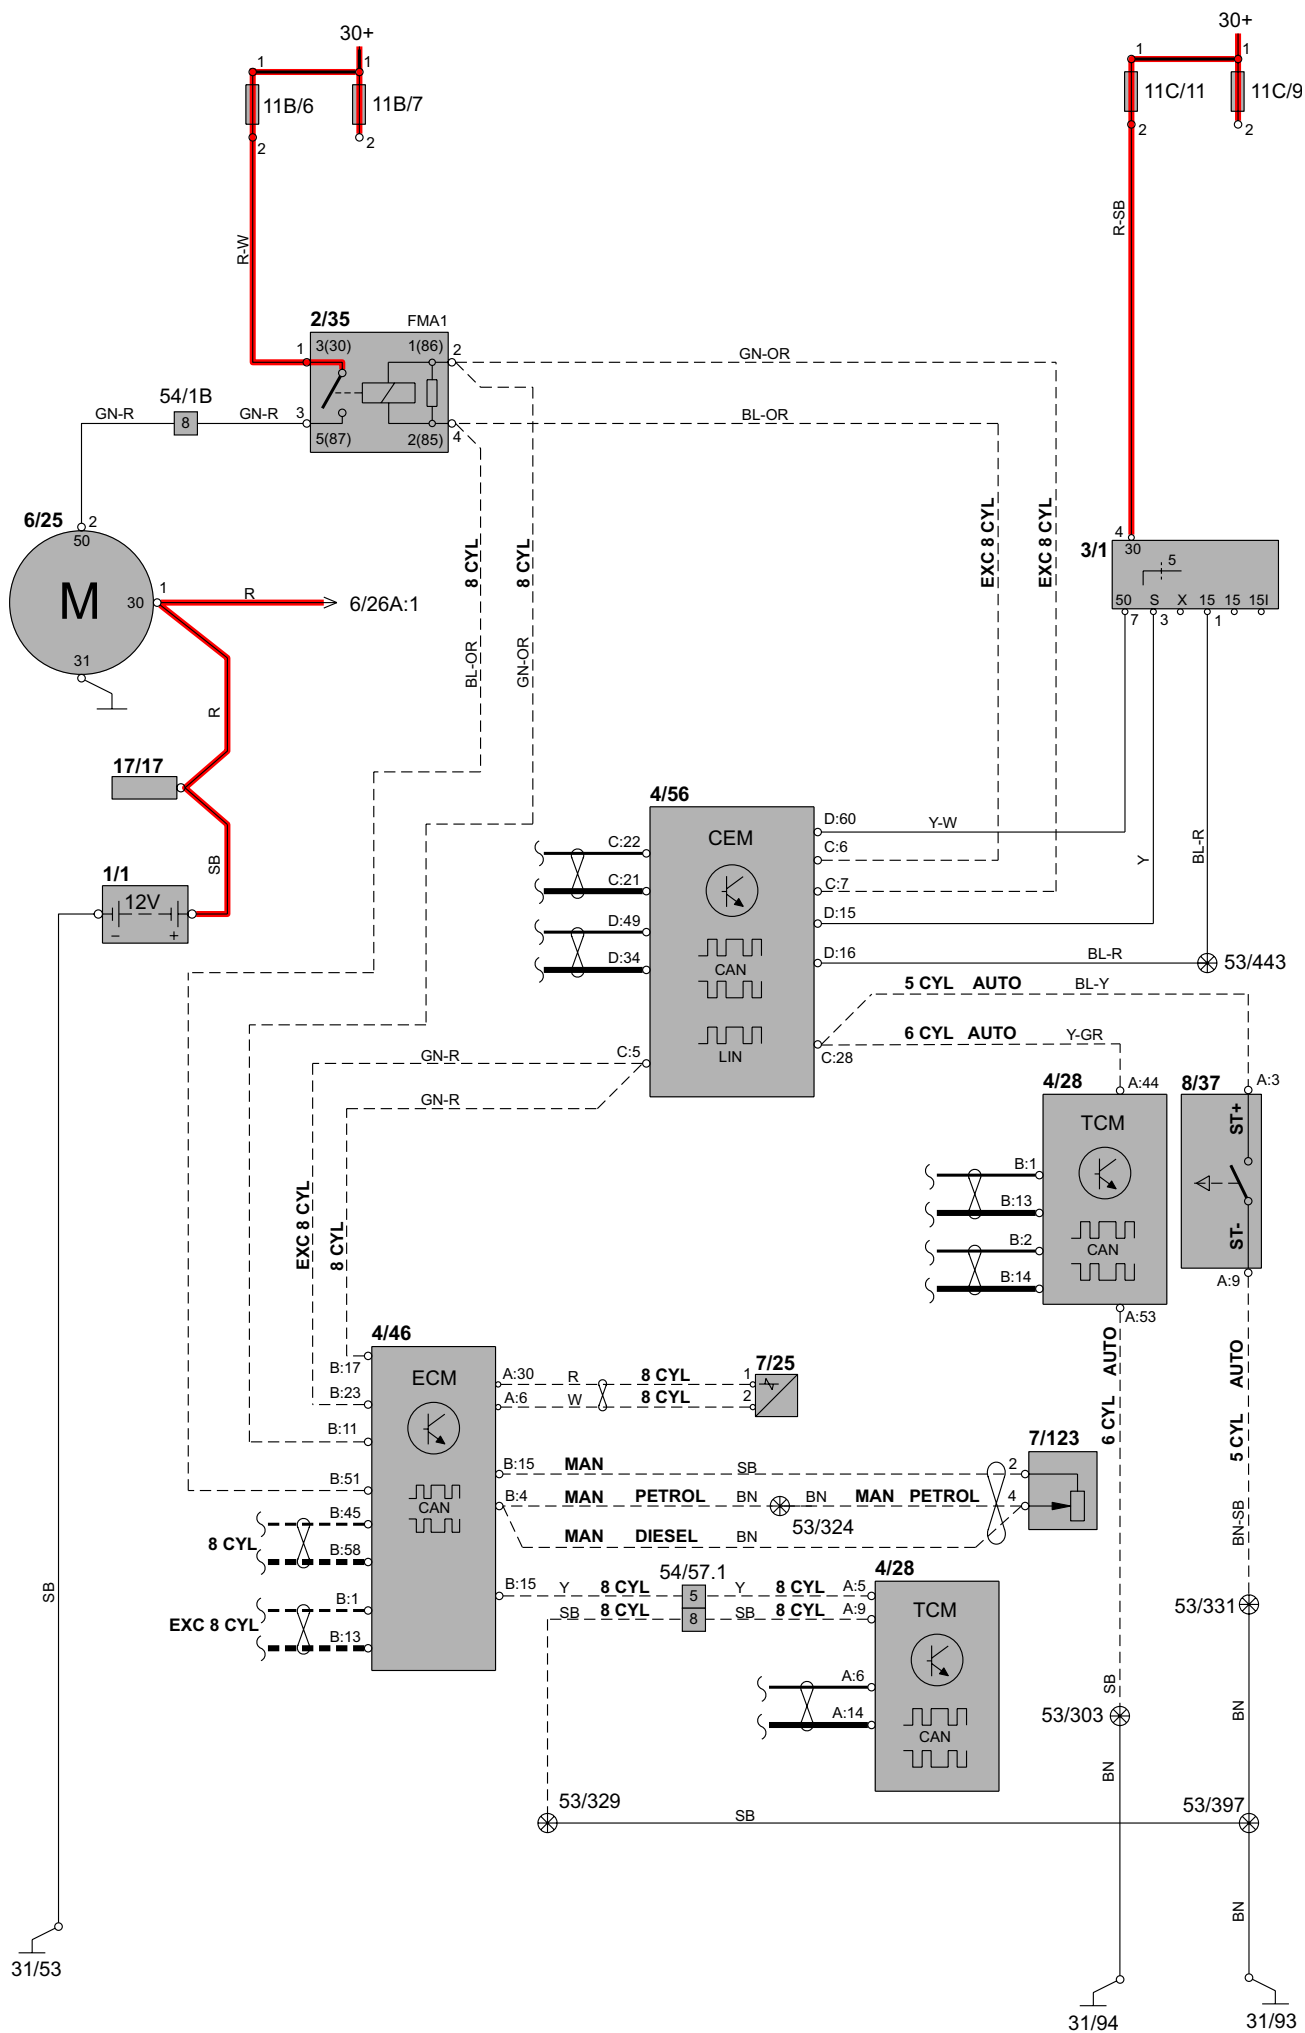 30+
30+
1
1
1
1
11B/6
11B/7
11C/11
11C/9
2
2
2
2
R-W
R-SB
2/35
FMA1
1
3(30)
1(86)
2
GN-OR
54/1B
GN-R
8
GN-R
3
5(87)
2(85)
4
BL-OR
6/25
2
50
M
30
1
R
6/26A:1
31
8 CYL
8 CYL
BL-OR
GN-OR
EXC 8 CYL
EXC 8 CYL
3/1
4
30
5
50
S
X
15
15
15I
7
3
1
R
17/17
SB
1/1
12V
−
+
4/56
CEM
CAN
LIN
C:22
C:21
D:49
D:34
C:5
D:60
C:6
C:7
D:15
D:16
C:28
Y-W
Y
BL-R
BL-R
53/443
5 CYL AUTO
BL-Y
6 CYL AUTO
Y-GR
GN-R
GN-R
EXC 8 CYL
8 CYL
4/28
A:44
TCM
CAN
B:1
B:13
B:2
B:14
A:53
8/37
A:3
ST+
ST-
A:9
6 CYL AUTO
5 CYL AUTO
4/46
ECM
CAN
B:17
B:23
B:11
B:51
B:45
8 CYL
B:58
B:1
EXC 8 CYL
B:13
A:30
R
8 CYL
1
7/25
A:6
W
8 CYL
2
B:15
MAN
SB
2
7/123
B:4
MAN PETROL
BN
BN
MAN PETROL
4
53/324
MAN DIESEL
BN
54/57.1
B:15
Y
8 CYL
5
Y
8 CYL
A:5
SB
8 CYL
8
SB
8 CYL
A:9
4/28
TCM
CAN
A:6
A:14
BN-SB
53/331
SB
53/303
BN
BN
53/329
SB
53/397
BN
SB
31/53
31/94
31/93